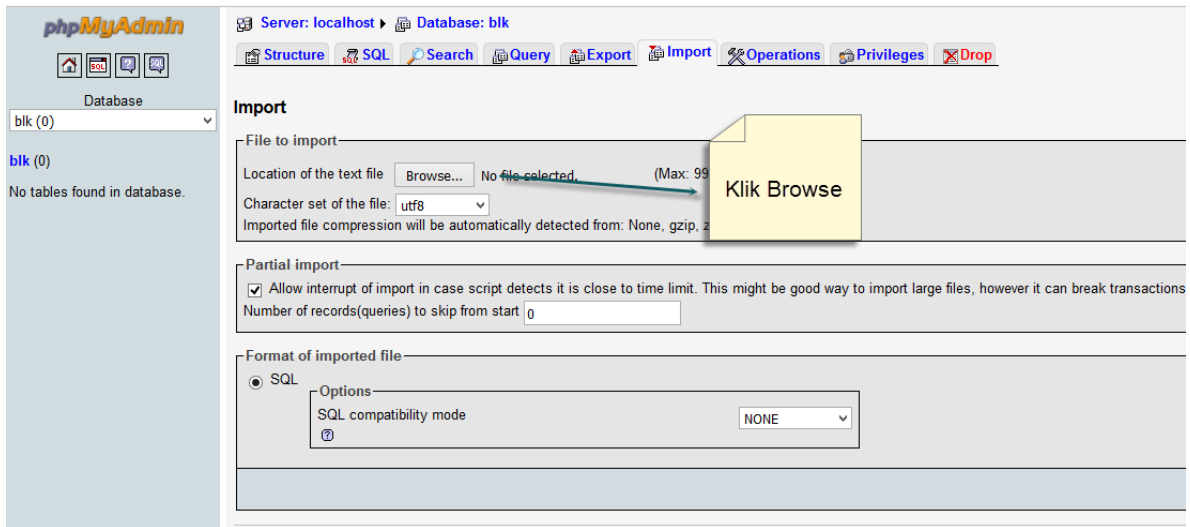 phpMyAdmin
Server: localhost Database: blk
Structure SQL Search Query Export Import Operations Privileges Drop
Database
blk (0)
blk (0)
No tables found in database.
Import
File to import
Location of the text file Browse... No file selected. (Max: 99
Character set of the file: utf8
Imported file compression will be automatically detected from: None, gzip, z
Klik Browse
Partial import
Allow interrupt of import in case script detects it is close to time limit. This might be good way to import large files, however it can break transactions
Number of records(queries) to skip from start 0
Format of imported file
SQL
Options
SQL compatibility mode NONE